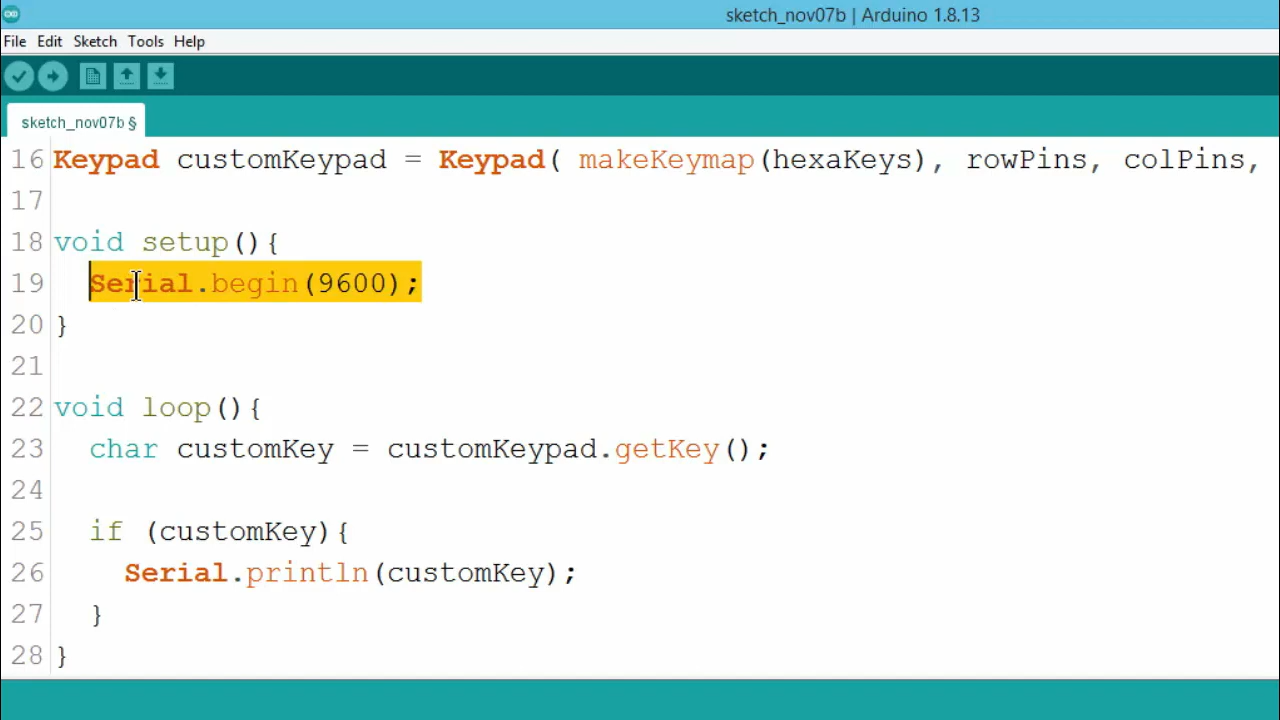 sketch_nov07b | Arduino 1.8.13
File Edit Sketch Tools Help
sketch_nov07b §
16 Keypad customKeypad = Keypad( makeKeymap(hexaKeys), rowPins, colPins,
17
18 void setup(){
19   Serial.begin(9600);
20 }
21
22 void loop(){
23   char customKey = customKeypad.getKey();
24
25   if (customKey){
26     Serial.println(customKey);
27   }
28 }